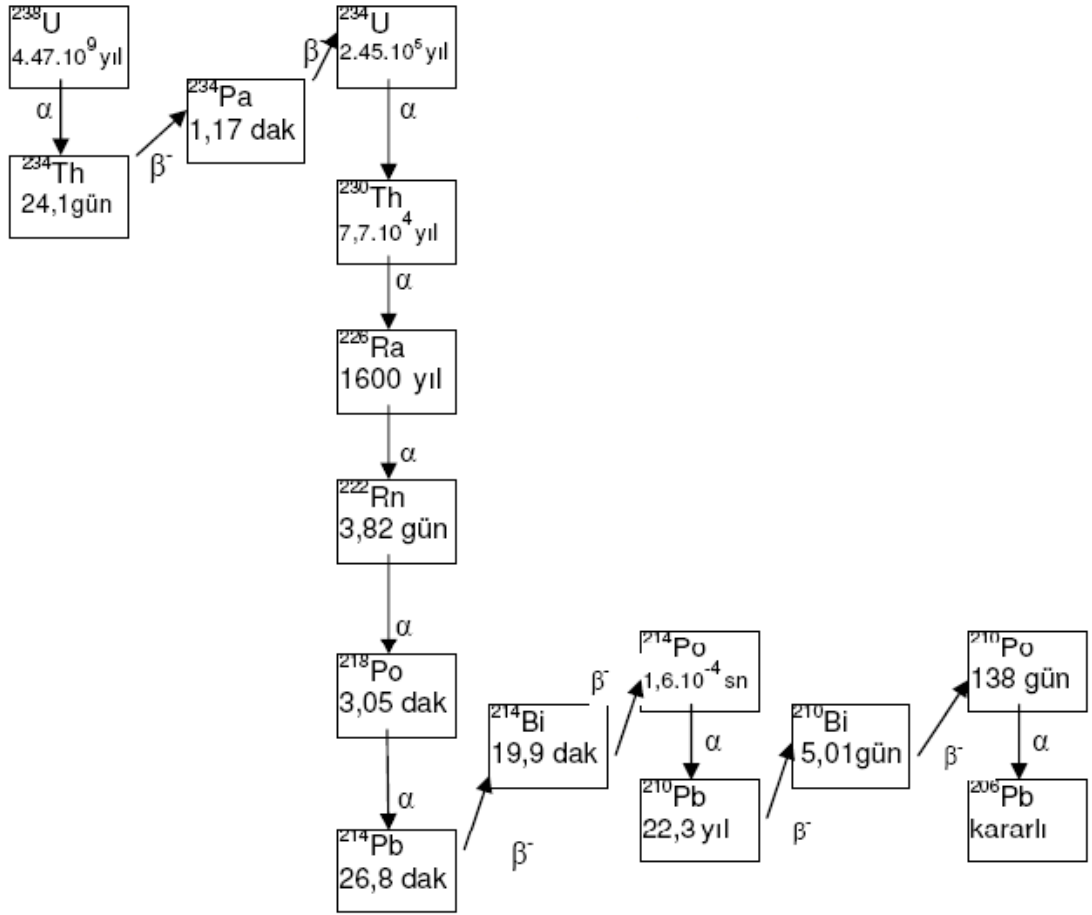 ²³⁸U
4.47.10⁹ yıl
α
²³⁴Th
24,1gün
β⁻
²³⁴Pa
1,17 dak
β⁻
²³⁴U
2.45.10⁵ yıl
α
²³⁰Th
7,7.10⁴ yıl
α
²²⁶Ra
1600 yıl
α
²²²Rn
3,82 gün
α
²¹⁸Po
3,05 dak
α
²¹⁴Pb
26,8 dak
β⁻
²¹⁴Bi
19,9 dak
β⁻
²¹⁴Po
1,6.10⁻⁴ sn
α
²¹⁰Pb
22,3 yıl
β⁻
²¹⁰Bi
5,01gün
β⁻
²¹⁰Po
138 gün
α
²⁰⁶Pb
kararlı